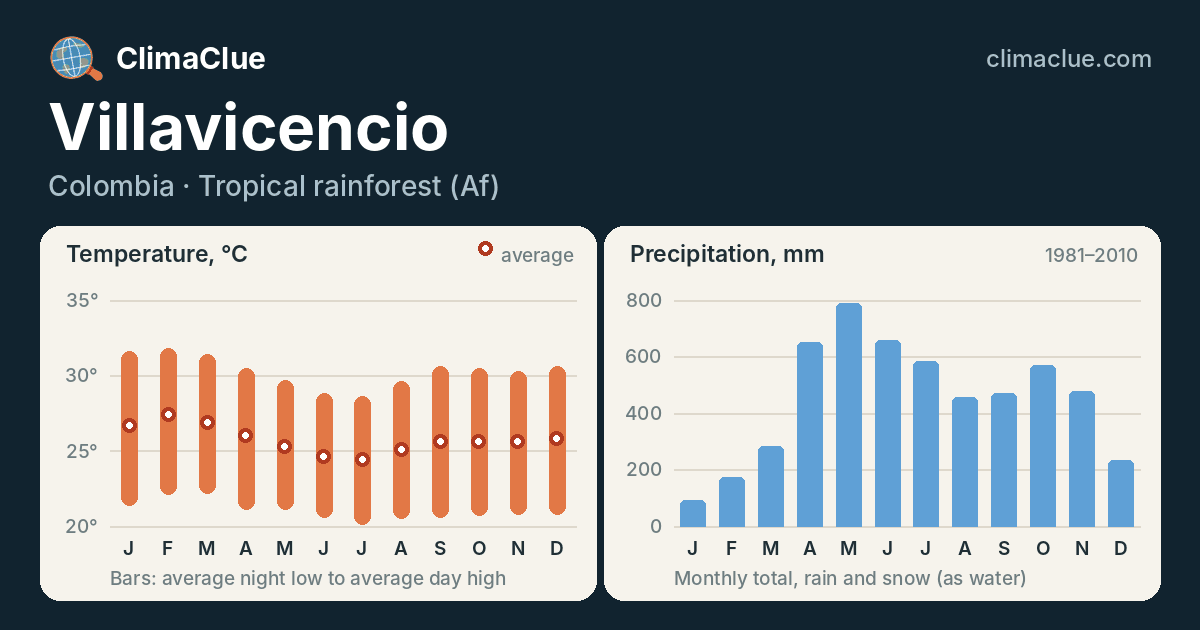 ClimaClue
climaclue.com
Villavicencio
Colombia · Tropical rainforest (Af)
Temperature, °C
average
35°
30°
25°
20°
J F M A M J J A S O N D
Bars: average night low to average day high
Precipitation, mm
1981–2010
800
600
400
200
0
J F M A M J J A S O N D
Monthly total, rain and snow (as water)